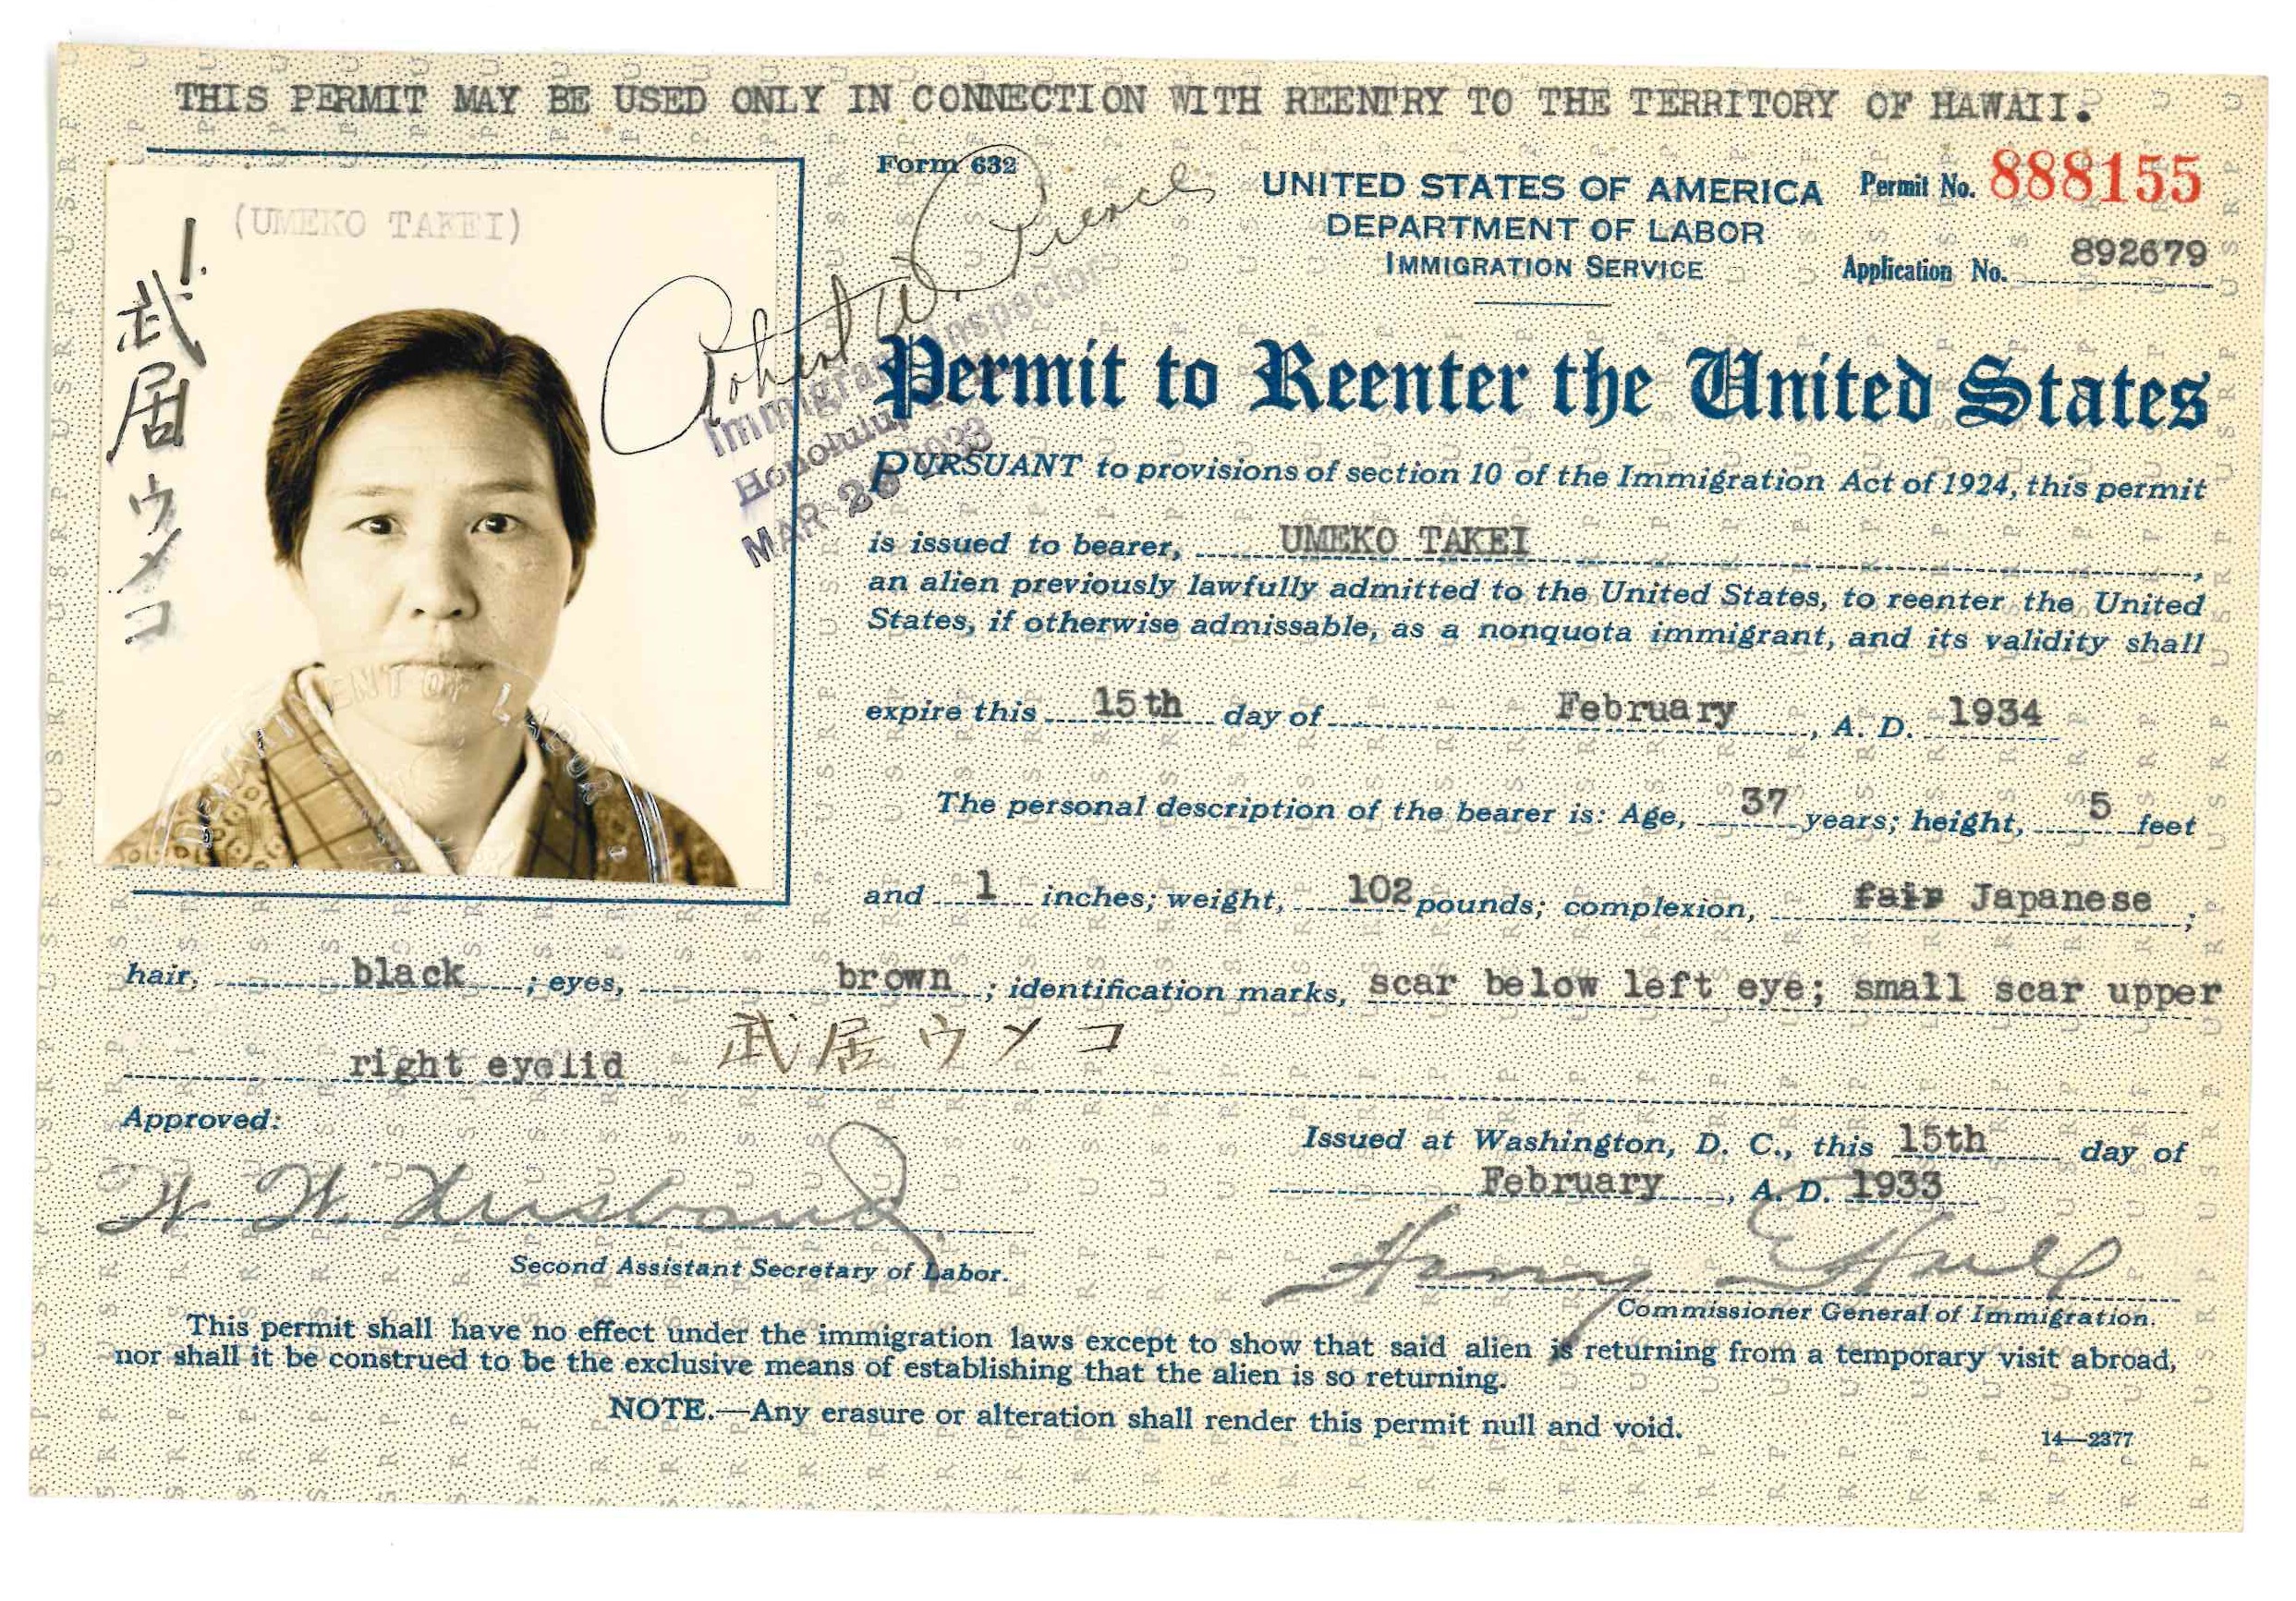 THIS PERMIT MAY BE USED ONLY IN CONNECTION WITH REENTRY TO THE TERRITORY OF HAWAII.
(UMEKO TAKEI)
武居ウメコ
DEPARTMENT OF LABOR
Form 632
Robert W. Pierce
Immigrant Inspector
Honolulu
MAR 1933
UNITED STATES OF AMERICA
DEPARTMENT OF LABOR
IMMIGRATION SERVICE
Permit No. 888155
Application No. 892679
Permit to Reenter the United States
PURSUANT to provisions of section 10 of the Immigration Act of 1924, this permit
is issued to bearer, UMEKO TAKEI,
an alien previously lawfully admitted to the United States, to reenter the United
States, if otherwise admissable, as a nonquota immigrant, and its validity shall
expire this 15th day of February, A. D. 1934
The personal description of the bearer is: Age, 37 years; height, 5 feet
and 1 inches; weight, 102 pounds; complexion, fair Japanese;
hair, black; eyes, brown; identification marks, scar below left eye; small scar upper
right eyelid 武居ウメコ
Approved:
W W Husband
Second Assistant Secretary of Labor.
Issued at Washington, D. C., this 15th day of
February, A. D. 1933
Harry E Hull
Commissioner General of Immigration.
This permit shall have no effect under the immigration laws except to show that said alien is returning from a temporary visit abroad,
nor shall it be construed to be the exclusive means of establishing that the alien is so returning.
NOTE.—Any erasure or alteration shall render this permit null and void.
14—2377